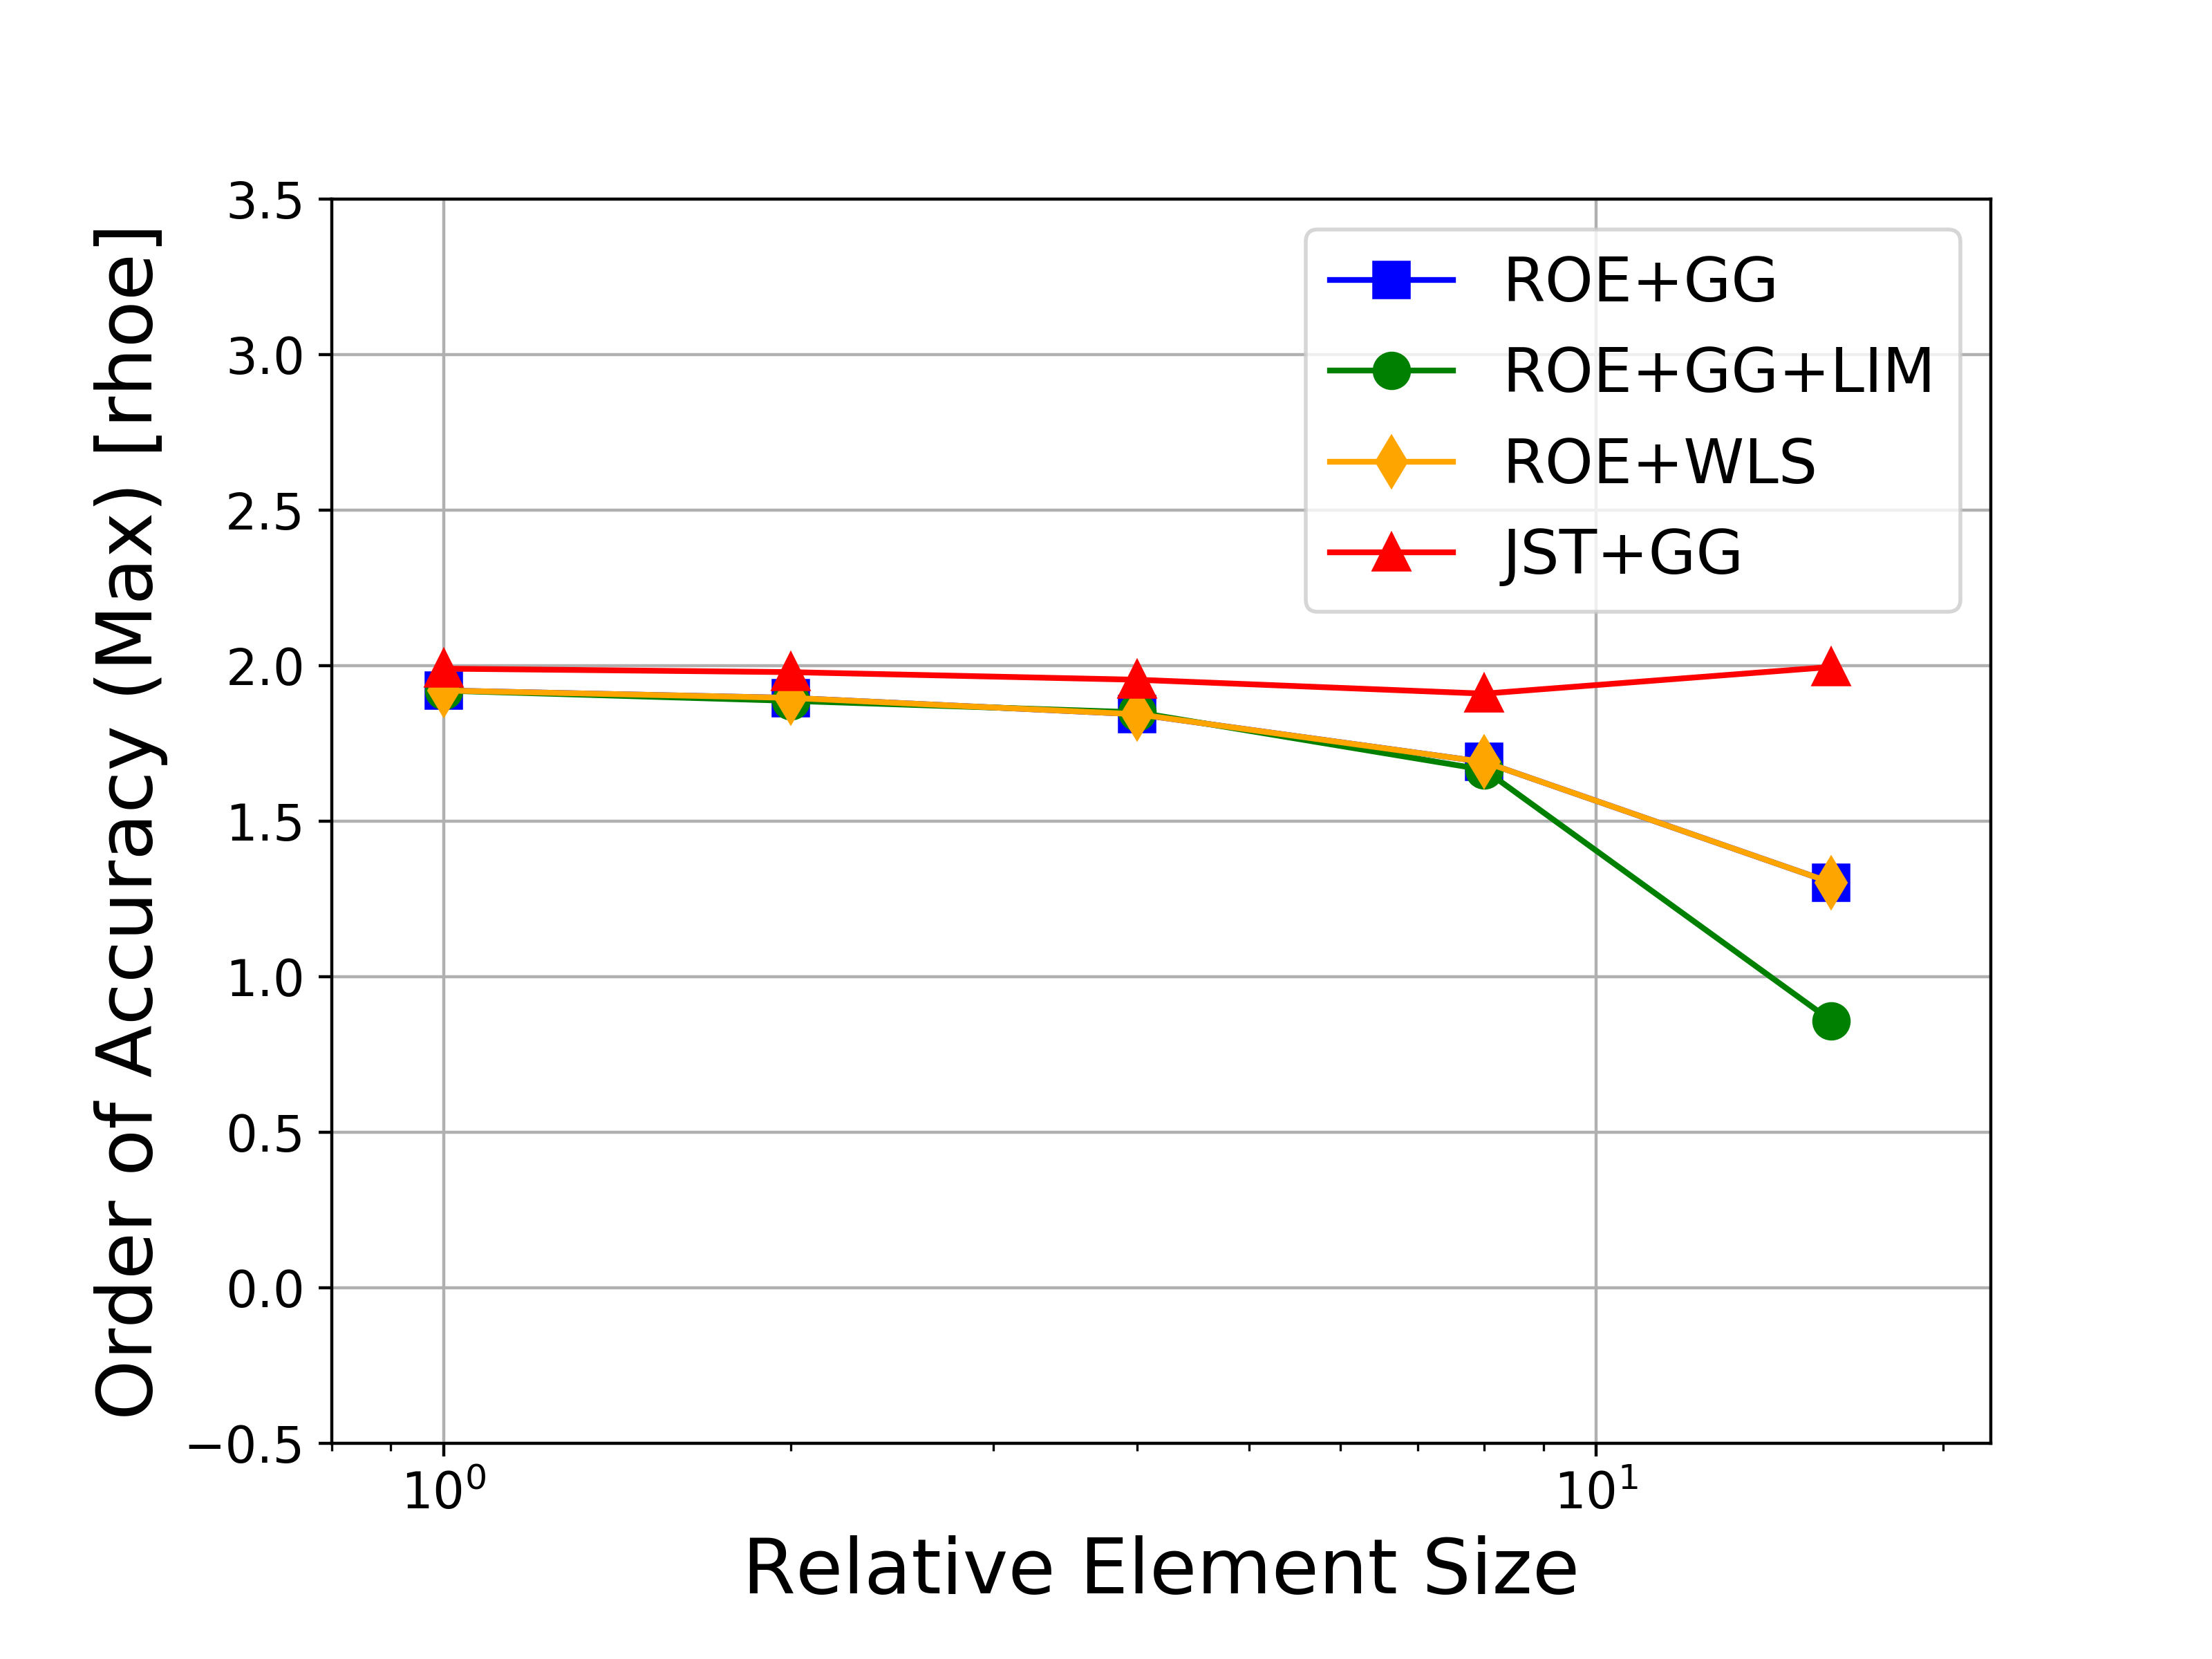 Order of Accuracy (Max) [rhoe]
3.5
3.0
2.5
2.0
1.5
1.0
0.5
0.0
−0.5
ROE+GG
ROE+GG+LIM
ROE+WLS
JST+GG
10⁰
10¹
Relative Element Size